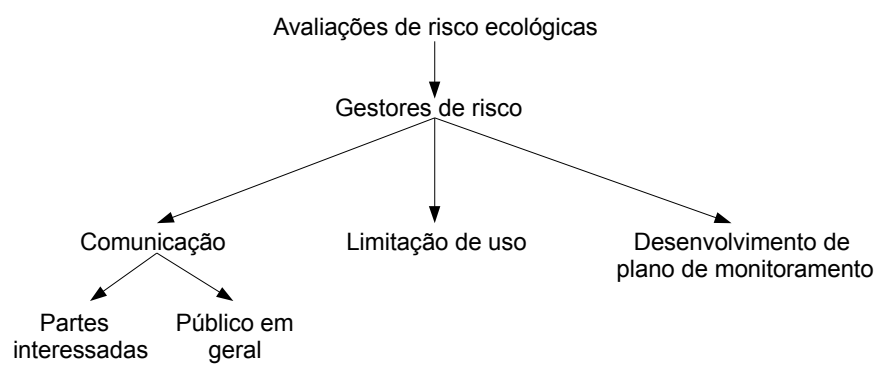 Avaliações de risco ecológicas
Gestores de risco
Comunicação
Limitação de uso
Desenvolvimento de
plano de monitoramento
Partes
interessadas
Público em
geral